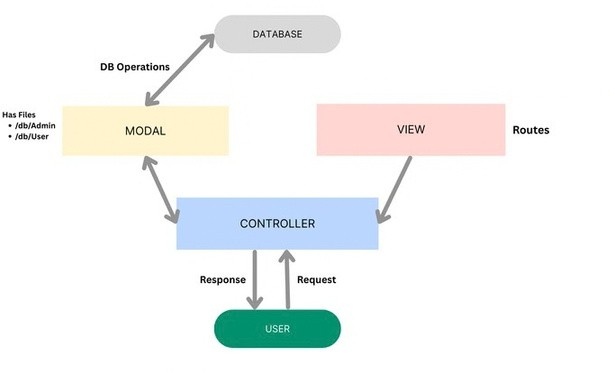 DATABASE
DB Operations
Has Files
• /db/Admin
• /db/User
MODAL
VIEW
Routes
CONTROLLER
Response
Request
USER